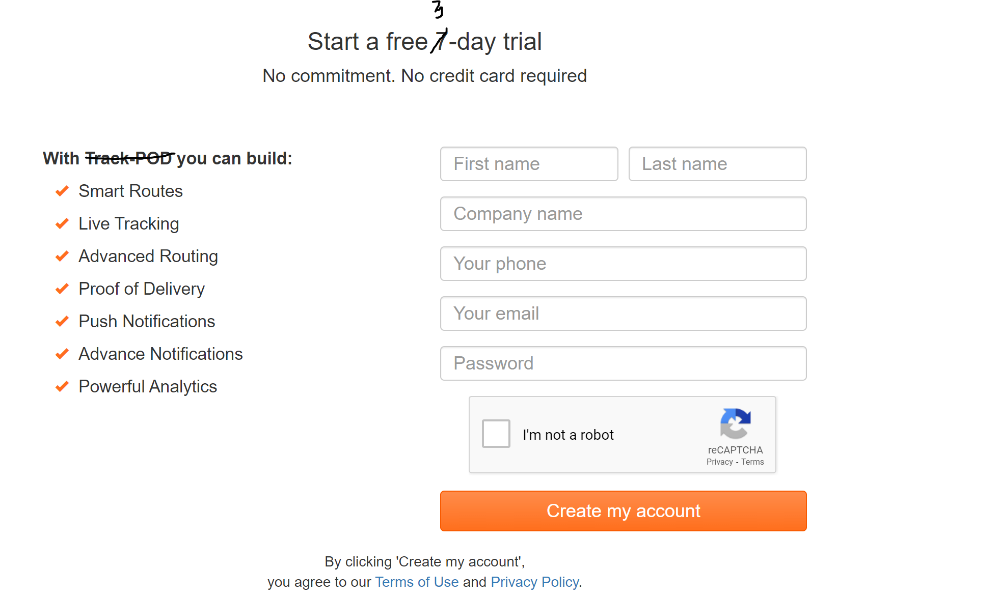 3
Start a free 7-day trial
No commitment. No credit card required
With Track-POD you can build:
Smart Routes
Live Tracking
Advanced Routing
Proof of Delivery
Push Notifications
Advance Notifications
Powerful Analytics
First name Last name
Company name
Your phone
Your email
Password
I'm not a robot
reCAPTCHA
Privacy - Terms
Create my account
By clicking 'Create my account',
you agree to our Terms of Use and Privacy Policy.